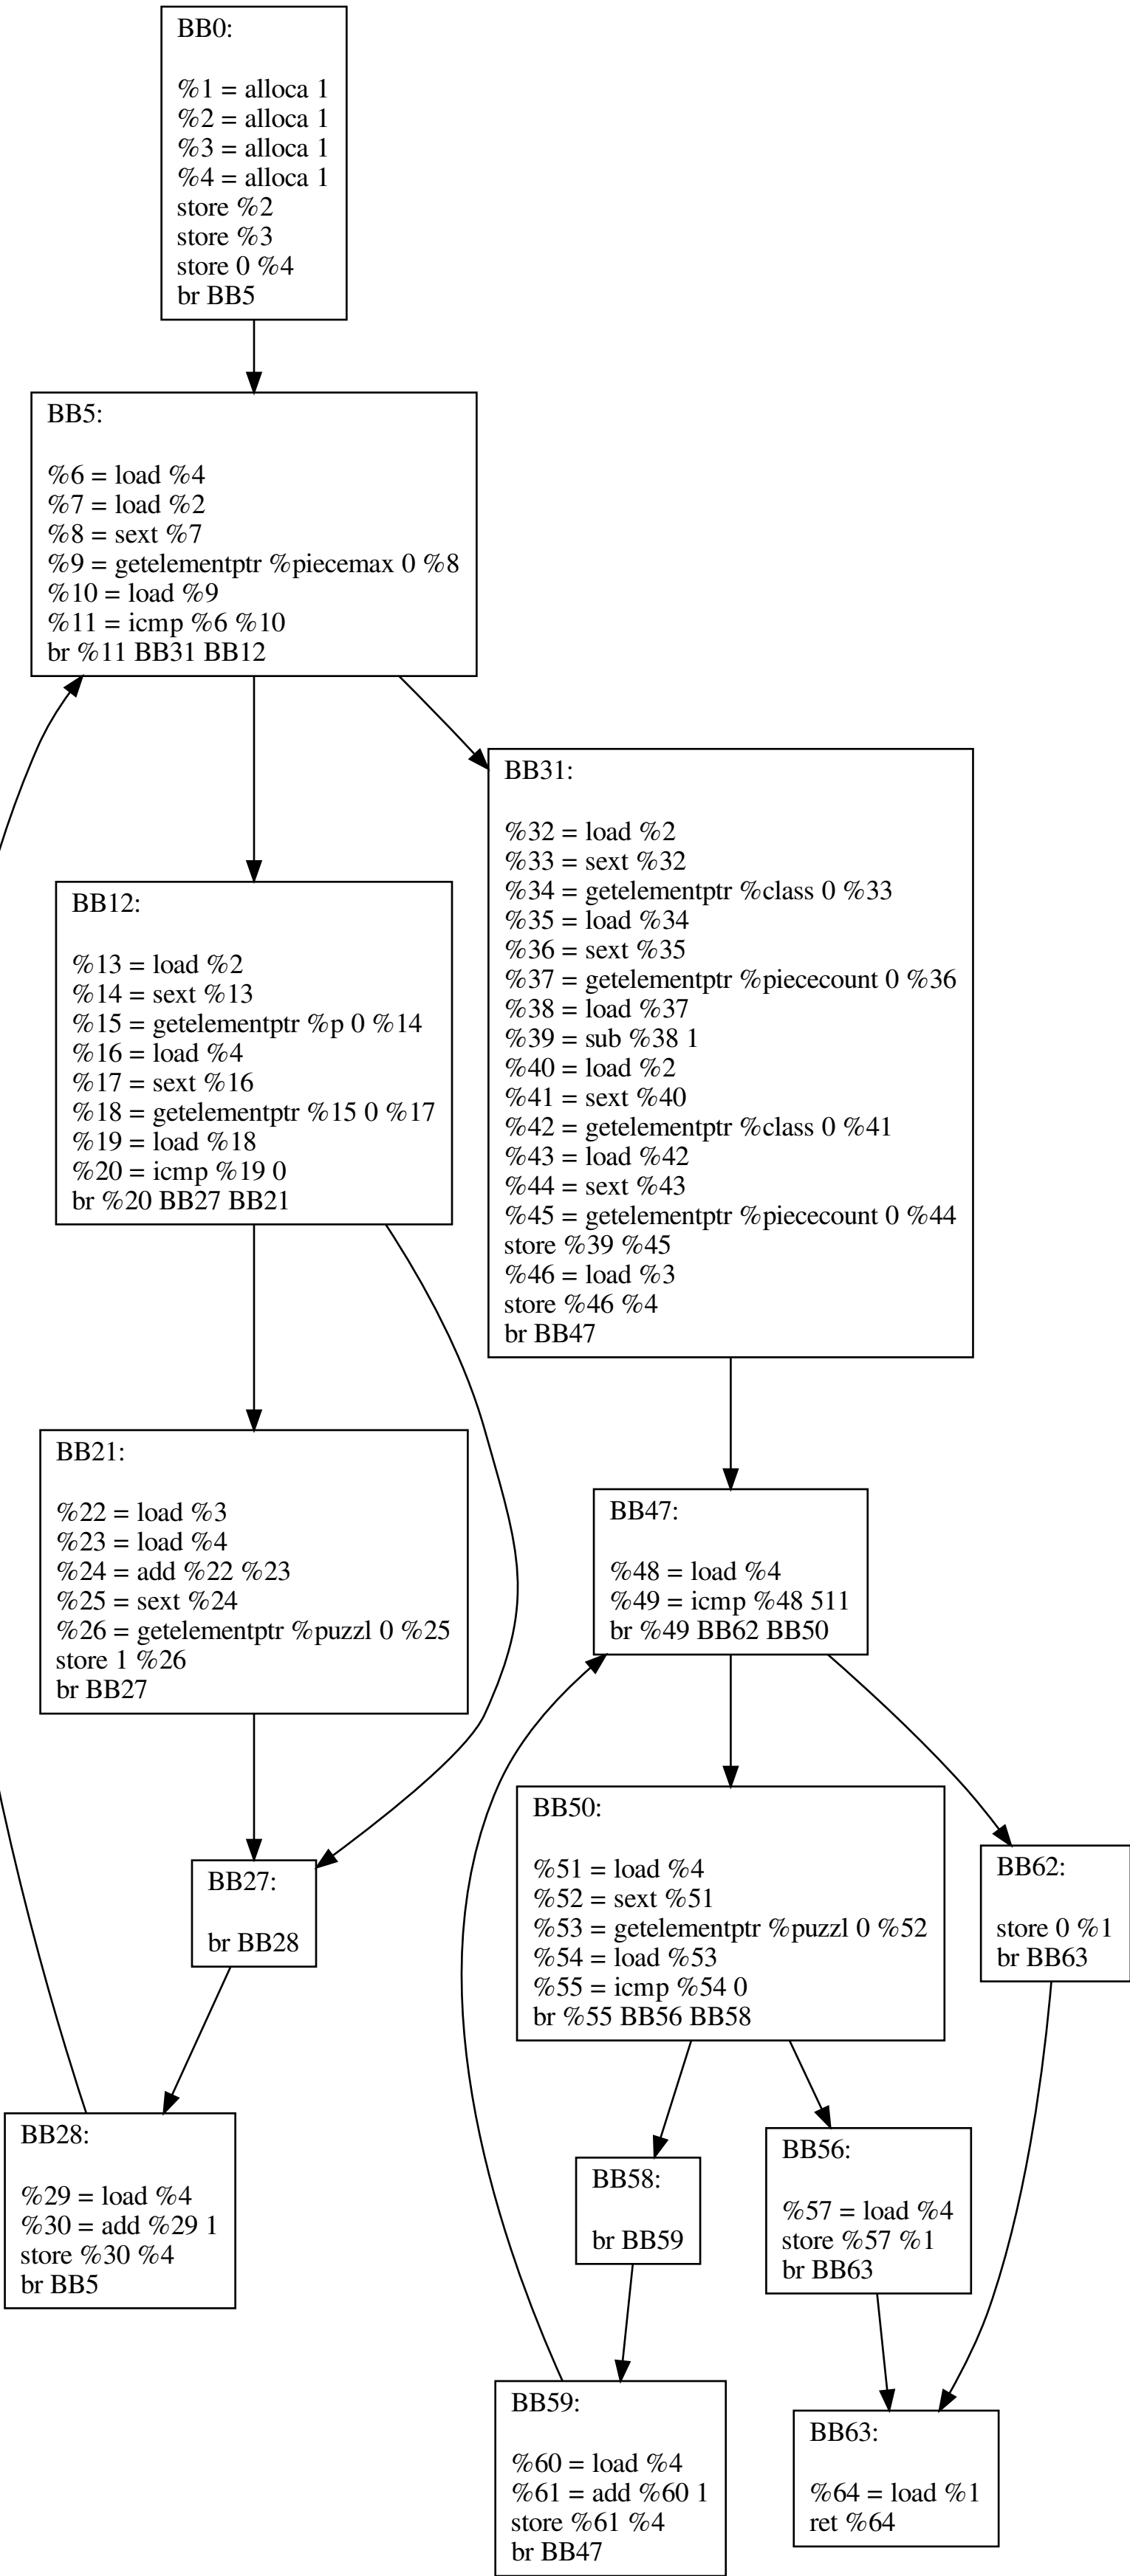 BB0:
%1 = alloca 1
%2 = alloca 1
%3 = alloca 1
%4 = alloca 1
store %2
store %3
store 0 %4
br BB5
BB5:
%6 = load %4
%7 = load %2
%8 = sext %7
%9 = getelementptr %piecemax 0 %8
%10 = load %9
%11 = icmp %6 %10
br %11 BB31 BB12
BB31:
%32 = load %2
%33 = sext %32
%34 = getelementptr %class 0 %33
%35 = load %34
%36 = sext %35
%37 = getelementptr %piececount 0 %36
%38 = load %37
%39 = sub %38 1
%40 = load %2
%41 = sext %40
%42 = getelementptr %class 0 %41
%43 = load %42
%44 = sext %43
%45 = getelementptr %piececount 0 %44
store %39 %45
%46 = load %3
store %46 %4
br BB47
BB12:
%13 = load %2
%14 = sext %13
%15 = getelementptr %p 0 %14
%16 = load %4
%17 = sext %16
%18 = getelementptr %15 0 %17
%19 = load %18
%20 = icmp %19 0
br %20 BB27 BB21
BB21:
%22 = load %3
%23 = load %4
%24 = add %22 %23
%25 = sext %24
%26 = getelementptr %puzzl 0 %25
store 1 %26
br BB27
BB47:
%48 = load %4
%49 = icmp %48 511
br %49 BB62 BB50
BB50:
%51 = load %4
%52 = sext %51
%53 = getelementptr %puzzl 0 %52
%54 = load %53
%55 = icmp %54 0
br %55 BB56 BB58
BB62:
store 0 %1
br BB63
BB27:
br BB28
BB28:
%29 = load %4
%30 = add %29 1
store %30 %4
br BB5
BB58:
br BB59
BB56:
%57 = load %4
store %57 %1
br BB63
BB59:
%60 = load %4
%61 = add %60 1
store %61 %4
br BB47
BB63:
%64 = load %1
ret %64